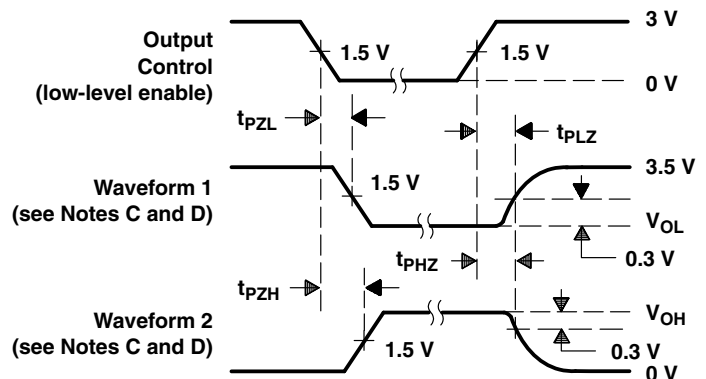 3 V
Output
Control
(low-level enable)
1.5 V
1.5 V
0 V
tPZL
tPLZ
3.5 V
Waveform 1
(see Notes C and D)
1.5 V
VOL
0.3 V
tPHZ
tPZH
Waveform 2
(see Notes C and D)
VOH
1.5 V
0.3 V
0 V